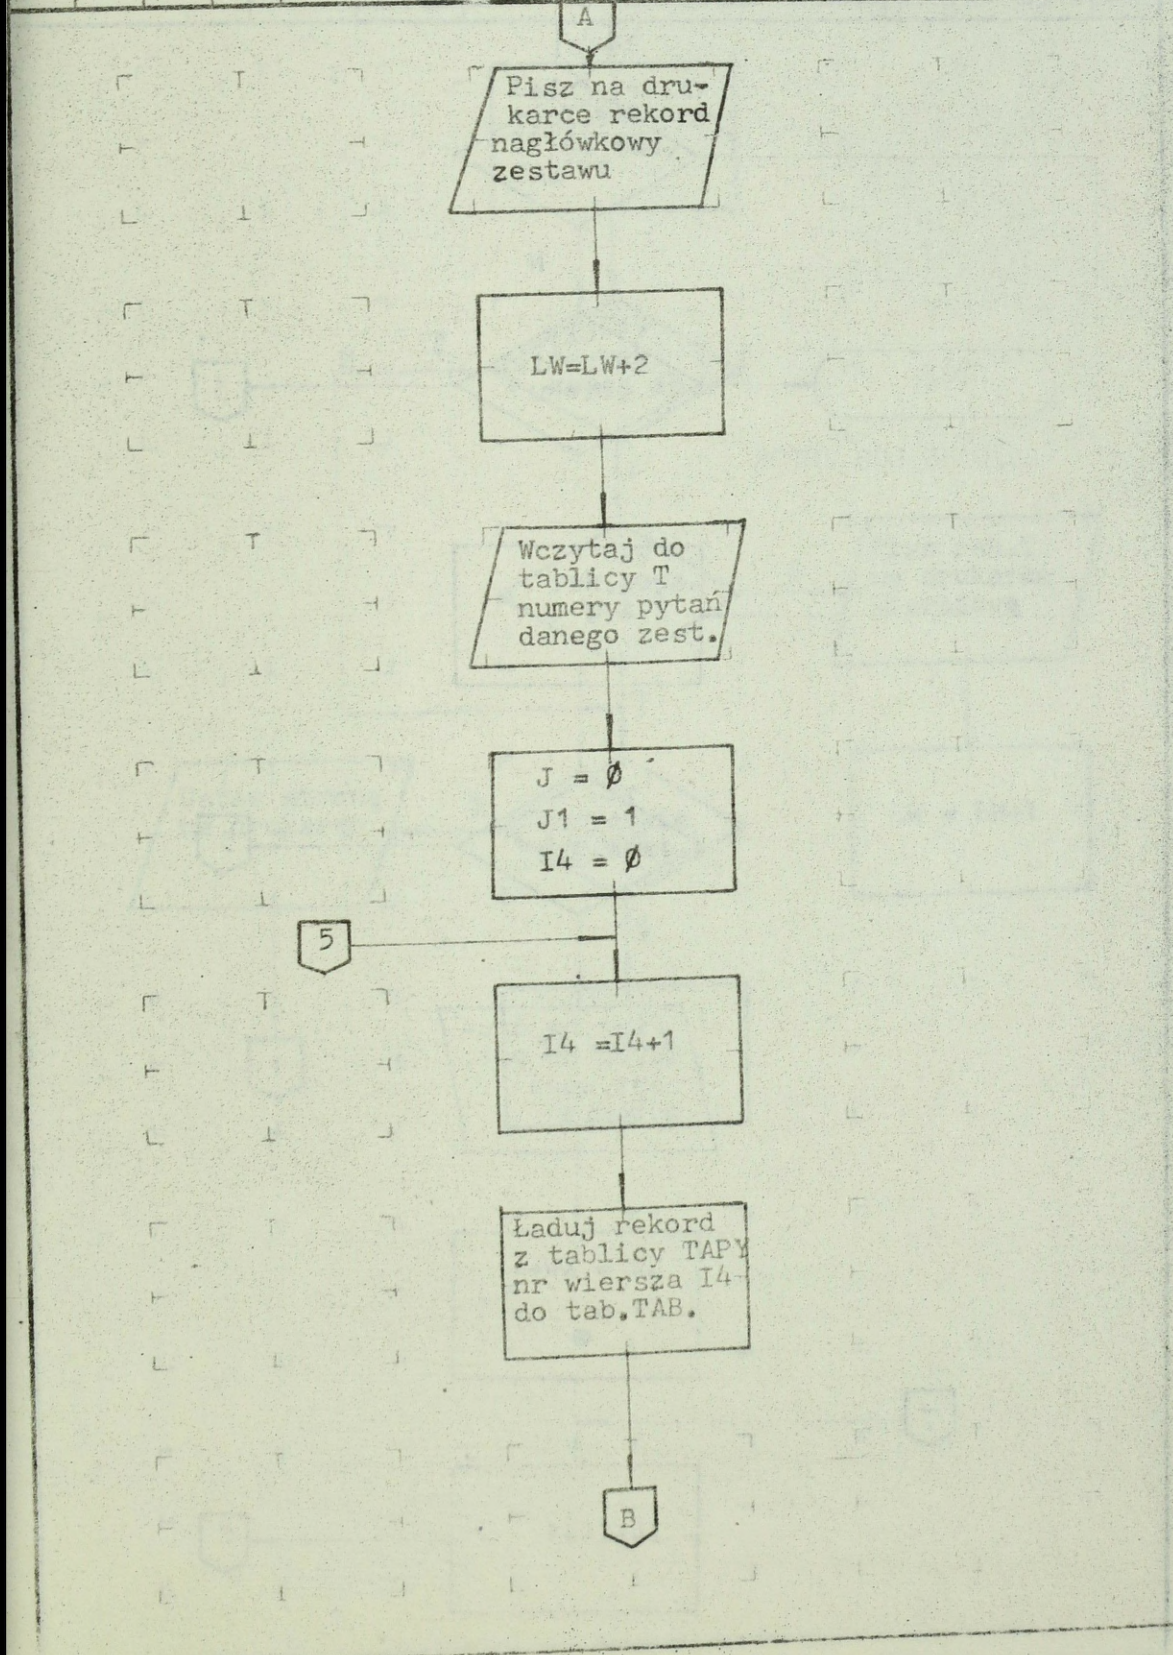 A
Pisz na dru-
karce rekord
nagłówkowy
zestawu
LW=LW+2
Wczytaj do
tablicy T
numery pytań
danego zest.
J = Ø
J1 = 1
I4 = Ø
5
I4 =I4+1
Ładuj rekord
z tablicy TAPY
nr wiersza I4
do tab.TAB.
B